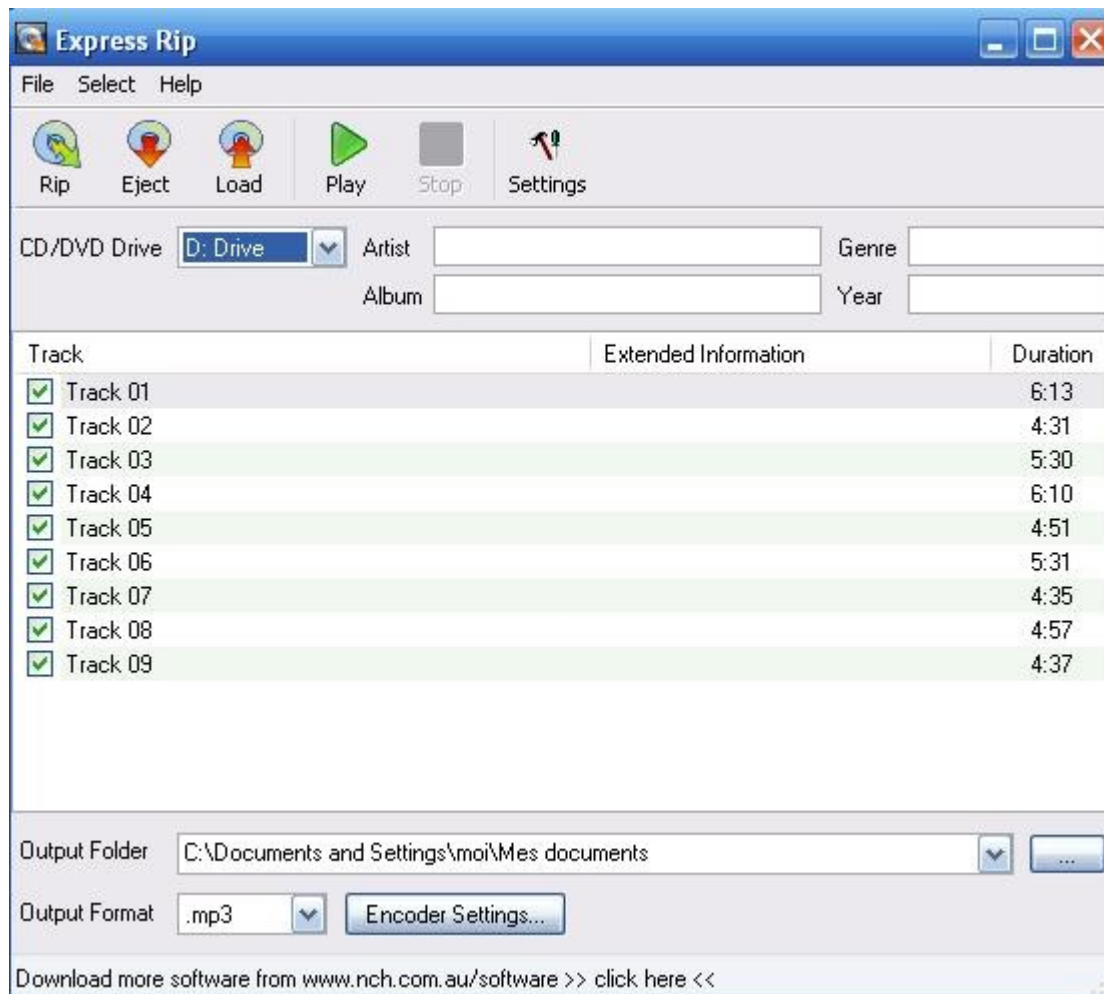 Express Rip
File Select Help
Rip Eject Load Play Stop Settings
CD/DVD Drive D: Drive Artist Genre
Album Year
Track Extended Information Duration
Track 01 6:13
Track 02 4:31
Track 03 5:30
Track 04 6:10
Track 05 4:51
Track 06 5:31
Track 07 4:35
Track 08 4:57
Track 09 4:37
Output Folder C:\Documents and Settings\moi\Mes documents ...
Output Format .mp3 Encoder Settings...
Download more software from www.nch.com.au/software >> click here <<